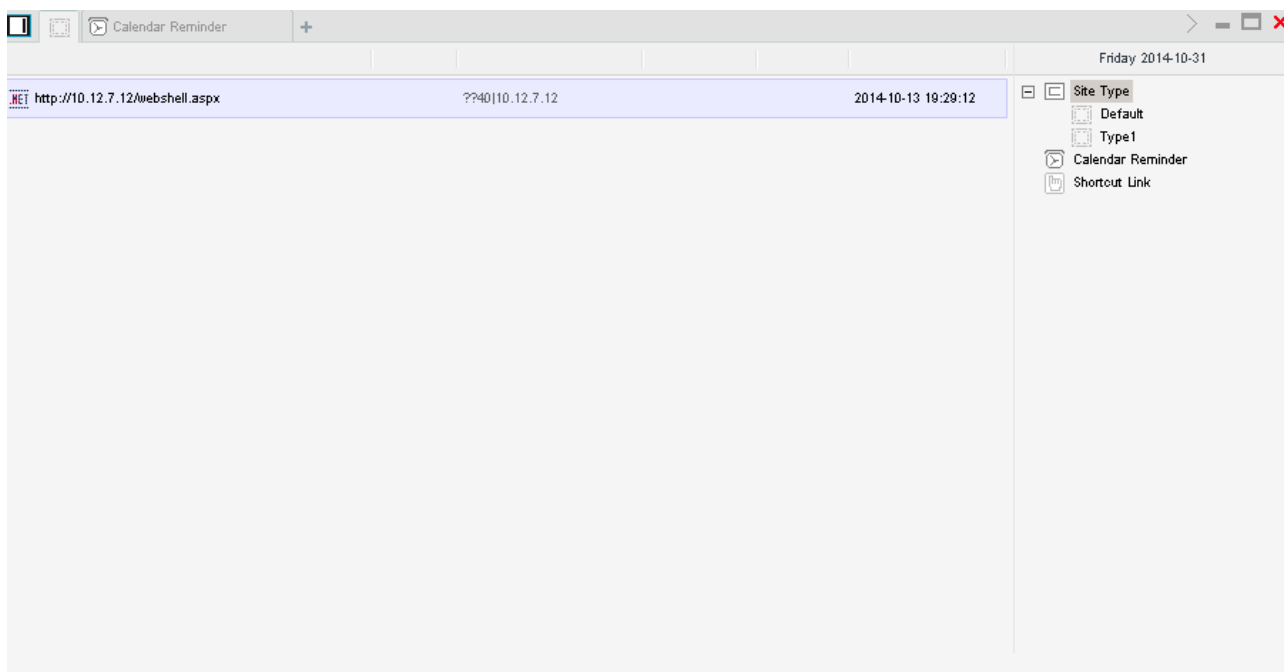 Calendar Reminder +
Friday 2014-10-31
.NET http://10.12.7.12/webshell.aspx ??40|10.12.7.12 2014-10-13 19:29:12
Site Type
Default
Type1
Calendar Reminder
Shortcut Link